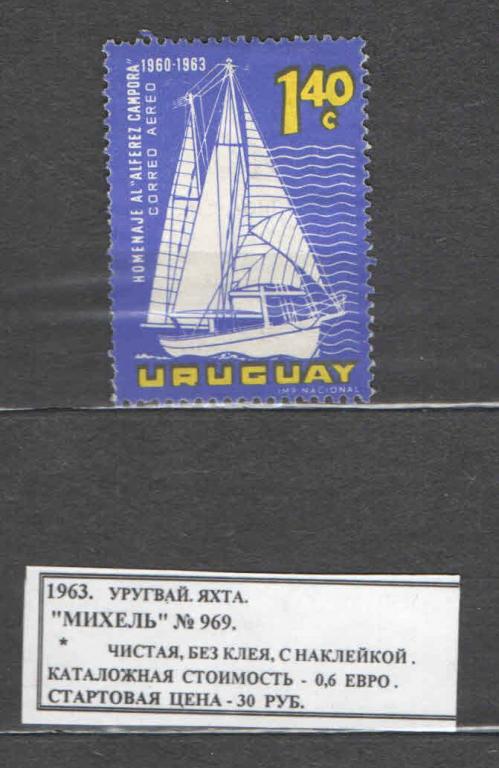 1960-1963
HOMENAJE AL "ALFEREZ CAMPORA"
CORREO AEREO
1.40
C
URUGUAY
IMP. NACIONAL
1963. УРУГВАЙ. ЯХТА.
"МИХЕЛЬ" № 969.
* ЧИСТАЯ, БЕЗ КЛЕЯ, С НАКЛЕЙКОЙ.
КАТАЛОЖНАЯ СТОИМОСТЬ - 0,6 ЕВРО.
СТАРТОВАЯ ЦЕНА - 30 РУБ.